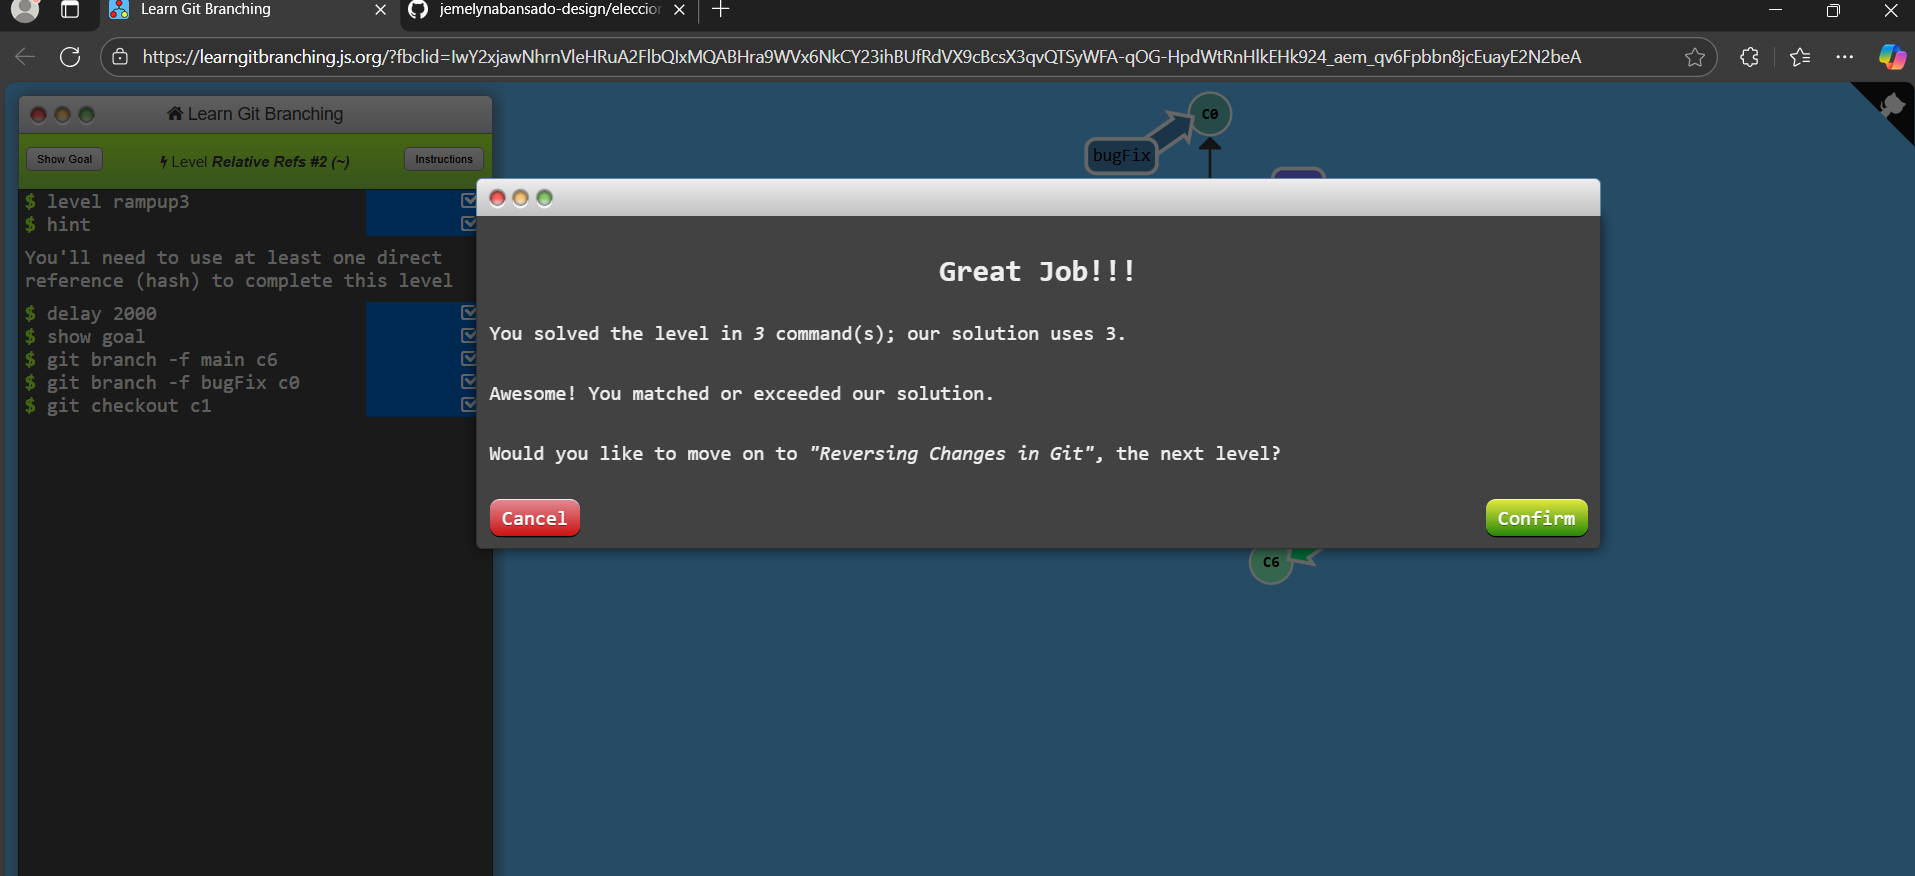 Learn Git Branching
jemelynabansado-design/eleccion
https://learngitbranching.js.org/?fbclid=IwY2xjawNhrnVleHRuA2FlbQIxMQABHra9WVx6NkCY23ihBUfRdVX9cBcsX3qvQTSyWFA-qOG-HpdWtRnHlkEHk924_aem_qv6Fpbbn8jcEuayE2N2beA
Learn Git Branching
Show Goal
Level Relative Refs #2 (~)
Instructions
$ level rampup3
$ hint
You'll need to use at least one direct
reference (hash) to complete this level
$ delay 2000
$ show goal
$ git branch -f main c6
$ git branch -f bugFix c0
$ git checkout c1
C0
bugFix
Great Job!!!
You solved the level in 3 command(s); our solution uses 3.
Awesome! You matched or exceeded our solution.
Would you like to move on to "Reversing Changes in Git", the next level?
Cancel
Confirm
C6